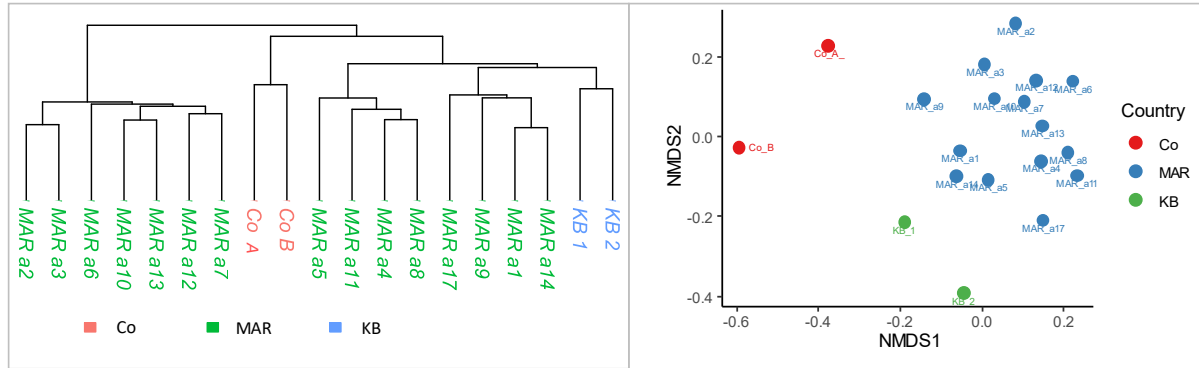 MAR a2
MAR a3
MAR a6
MAR a10
MAR a13
MAR a12
MAR a7
Co A
Co B
MAR a5
MAR a11
MAR a4
MAR a8
MAR a17
MAR a9
MAR a1
MAR a14
KB 1
KB 2
Co
MAR
KB
NMDS2
0.2
0.0
-0.2
-0.4
Co_A_
MAR_a2
MAR_a3
MAR_a12
MAR_a6
MAR_a9
MAR_a10
MAR_a7
MAR_a13
Co_B
MAR_a1
MAR_a8
MAR_a4
MAR_a14
MAR_a5
MAR_a11
KB_1
MAR_a17
KB_2
-0.6
-0.4
-0.2
0.0
0.2
NMDS1
Country
Co
MAR
KB